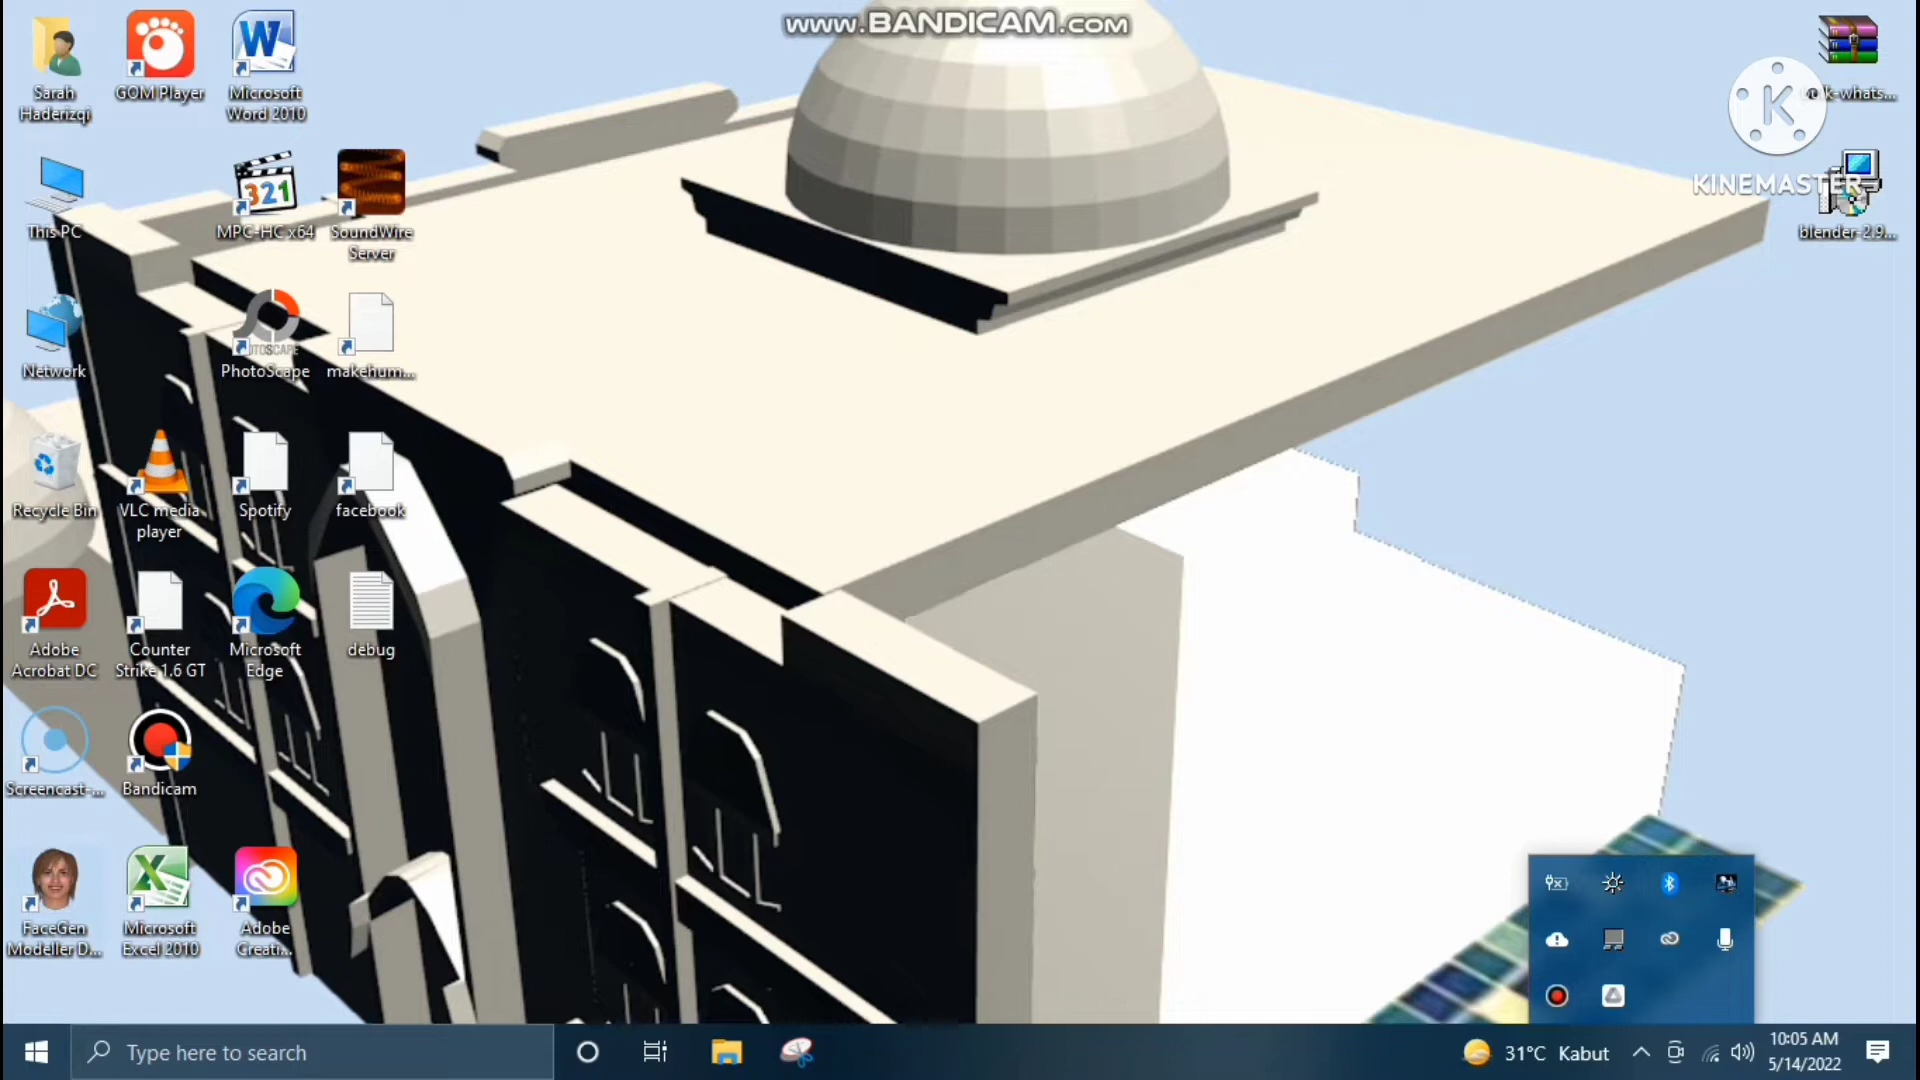 www.BANDICAM.com
Sarah
Haderizqi
GOM Player
Microsoft
Word 2010
This PC
MPC-HC x64
SoundWire
Server
Network
PhotoScape
makehum...
Recycle Bin
VLC media
player
Spotify
facebook
Adobe
Acrobat DC
Counter
Strike 1.6 GT
Microsoft
Edge
debug
Screencast-...
Bandicam
FaceGen
Modeller D...
Microsoft
Excel 2010
Adobe
Creati...
K
KINEMASTER
blender-2.9...
Type here to search
31°C Kabut
10:05 AM
5/14/2022